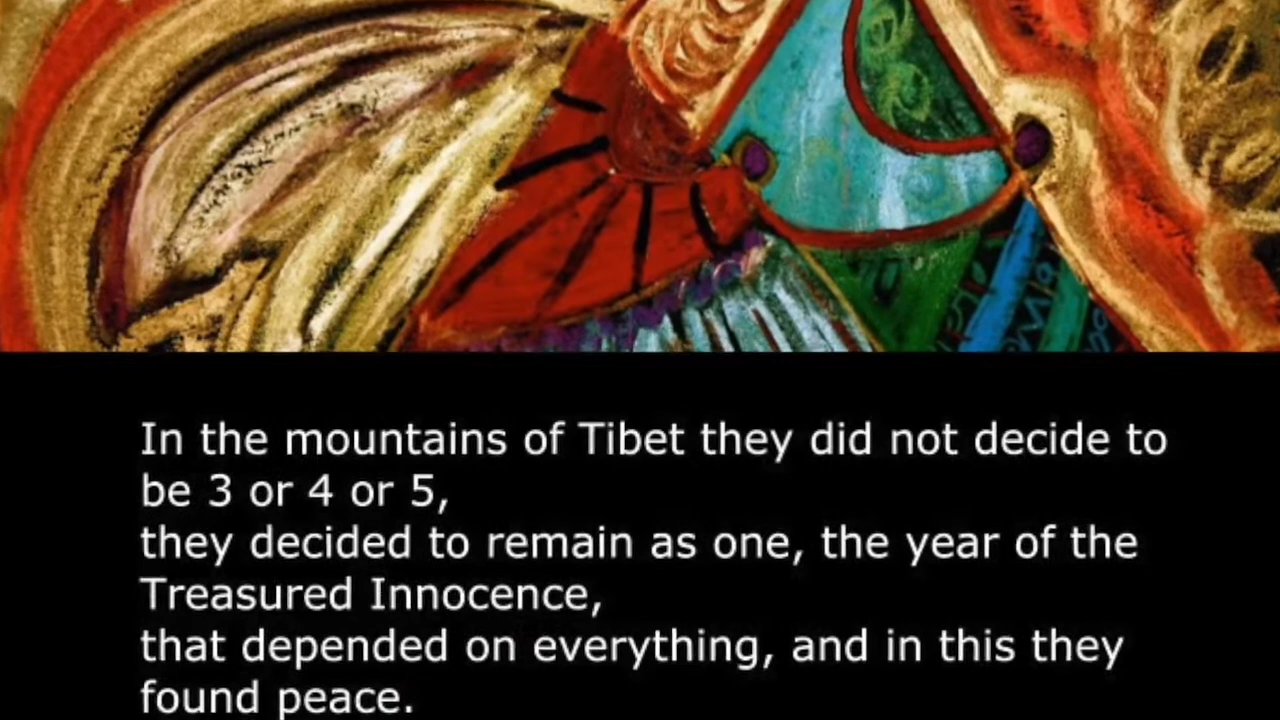 In the mountains of Tibet they did not decide to
be 3 or 4 or 5,
they decided to remain as one, the year of the
Treasured Innocence,
that depended on everything, and in this they
found peace.